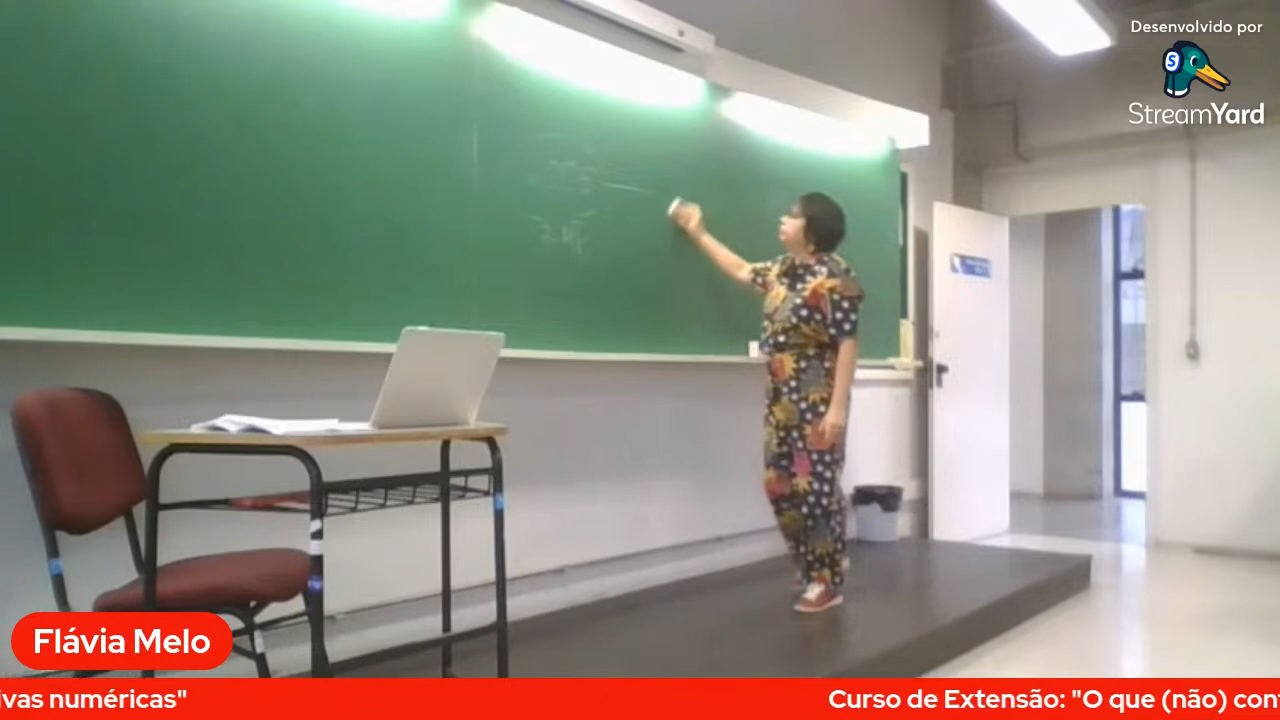 Desenvolvido por
StreamYard
Flávia Melo
ivas numéricas"
Curso de Extensão: "O que (não) con